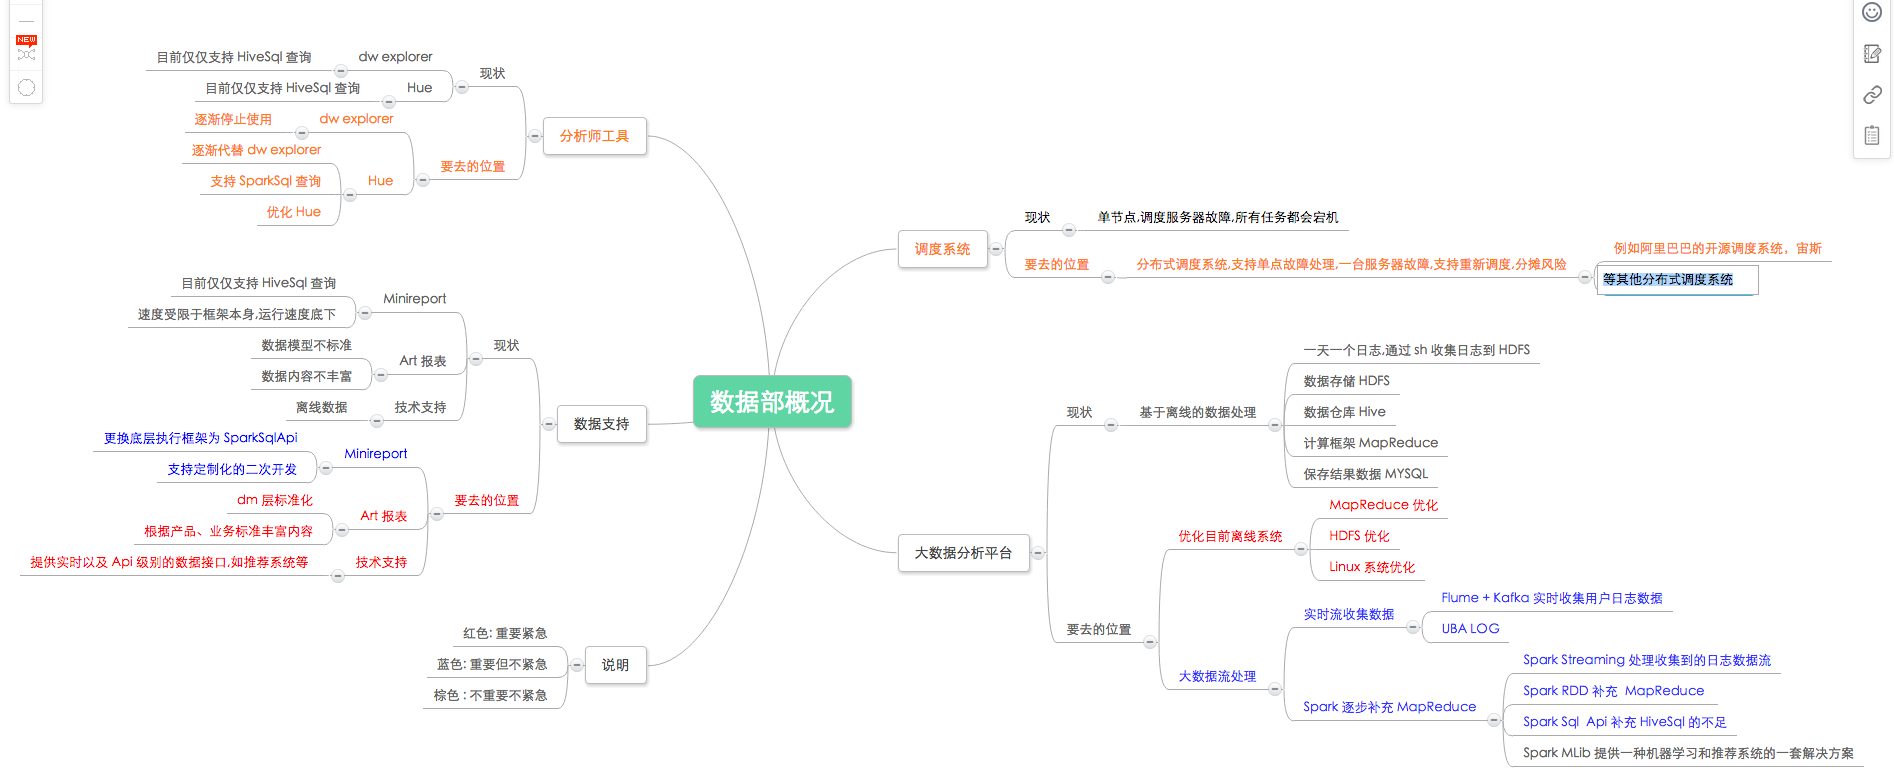 NEW
数据部概况
分析师工具
现状
dw explorer
目前仅仅支持 HiveSql 查询
Hue
目前仅仅支持 HiveSql 查询
要去的位置
dw explorer
逐渐停止使用
Hue
逐渐代替 dw explorer
支持 SparkSql 查询
优化 Hue
数据支持
现状
Minireport
目前仅仅支持 HiveSql 查询
速度受限于框架本身,运行速度底下
Art 报表
数据模型不标准
数据内容不丰富
技术支持
离线数据
要去的位置
Minireport
更换底层执行框架为 SparkSqlApi
支持定制化的二次开发
Art 报表
dm 层标准化
根据产品、业务标准丰富内容
技术支持
提供实时以及 Api 级别的数据接口,如推荐系统等
说明
红色: 重要紧急
蓝色: 重要但不紧急
棕色 : 不重要不紧急
调度系统
现状
单节点,调度服务器故障,所有任务都会宕机
要去的位置
分布式调度系统,支持单点故障处理,一台服务器故障,支持重新调度,分摊风险
例如阿里巴巴的开源调度系统，宙斯
等其他分布式调度系统
大数据分析平台
现状
基于离线的数据处理
一天一个日志,通过 sh 收集日志到 HDFS
数据存储 HDFS
数据仓库 Hive
计算框架 MapReduce
保存结果数据 MYSQL
要去的位置
优化目前离线系统
MapReduce 优化
HDFS 优化
Linux 系统优化
大数据流处理
实时流收集数据
Flume + Kafka 实时收集用户日志数据
UBA LOG
Spark 逐步补充 MapReduce
Spark Streaming 处理收集到的日志数据流
Spark RDD 补充  MapReduce
Spark Sql  Api 补充 HiveSql 的不足
Spark MLib 提供一种机器学习和推荐系统的一套解决方案